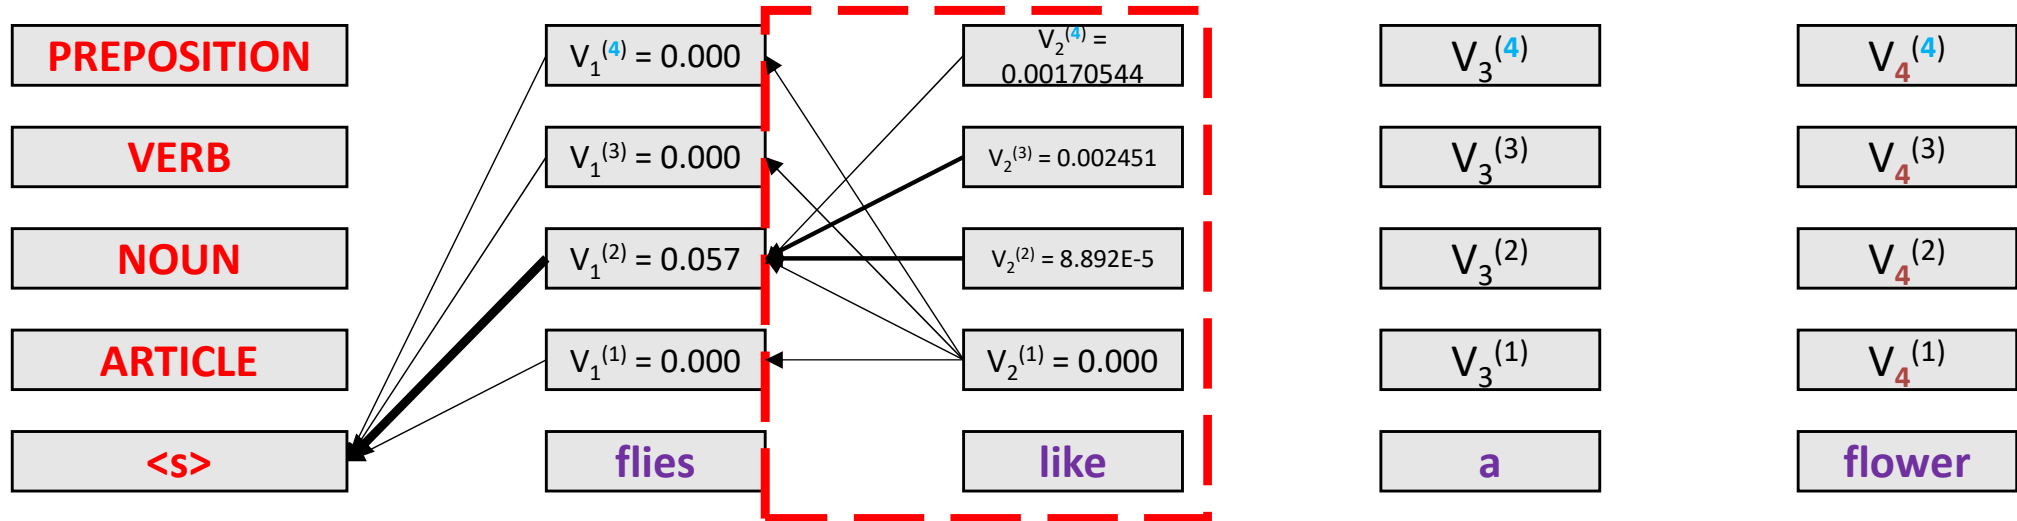 PREPOSITION
V₁⁽⁴⁾ = 0.000
V₂⁽⁴⁾ =
0.00170544
V₃⁽⁴⁾
V₄⁽⁴⁾
VERB
V₁⁽³⁾ = 0.000
V₂⁽³⁾ = 0.002451
V₃⁽³⁾
V₄⁽³⁾
NOUN
V₁⁽²⁾ = 0.057
V₂⁽²⁾ = 8.892E-5
V₃⁽²⁾
V₄⁽²⁾
ARTICLE
V₁⁽¹⁾ = 0.000
V₂⁽¹⁾ = 0.000
V₃⁽¹⁾
V₄⁽¹⁾
<s>
flies
like
a
flower